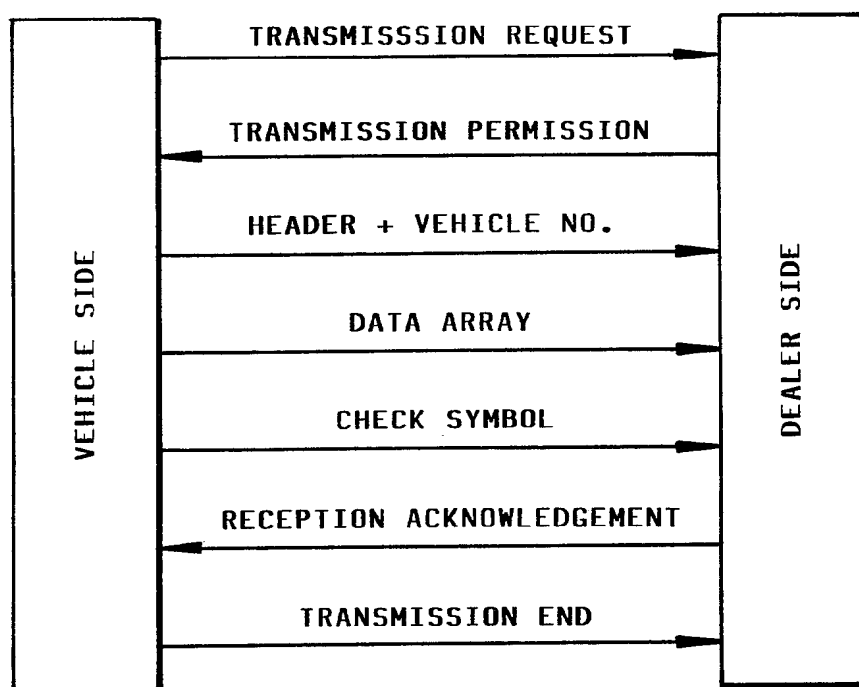 TRANSMISSSION REQUEST
TRANSMISSION PERMISSION
HEADER + VEHICLE NO.
DATA ARRAY
CHECK SYMBOL
RECEPTION ACKNOWLEDGEMENT
TRANSMISSION END
VEHICLE SIDE
DEALER SIDE